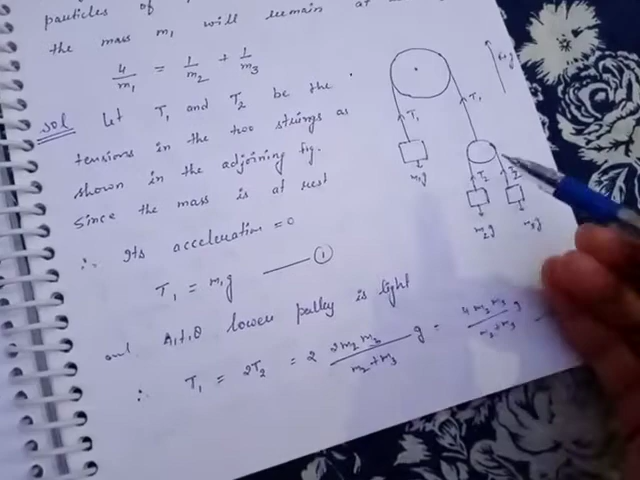 particles of
the mass m₁ will remain at
4/m₁ = 1/m₂ + 1/m₃
sol Let T₁ and T₂ be the
tensions in the two strings as
shown in the adjoining fig.
Since the mass is at rest
∴ Its acceleration = 0
T₁ = m₁g ——— ①
and A,t,θ lower pulley is light
∴ T₁ = 2T₂ = 2 2m₂m₃/m₂+m₃ g = 4m₂m₃/m₂+m₃ g
T₁
T₁
m₁g
T₂
T₂
m₂g
m₃g